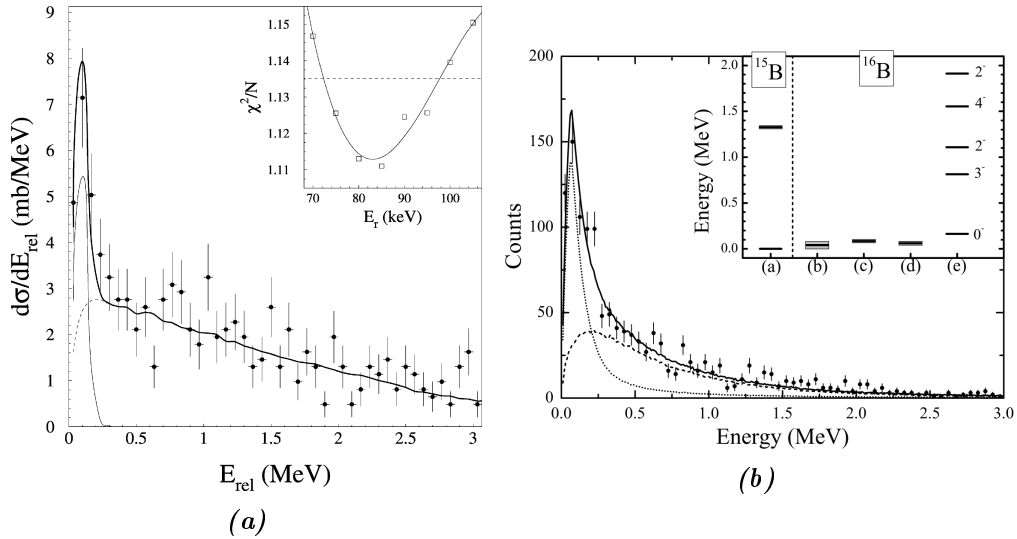 9
8
7
6
5
4
3
2
1
0
dσ/dE_rel (mb/MeV)
0 0.5 1 1.5 2 2.5 3
E_rel (MeV)
1.15
1.14
1.13
1.12
1.11
χ²/N
70 80 90 100
E_r (keV)
(a)
200
150
100
50
0
Counts
0.0 0.5 1.0 1.5 2.0 2.5 3.0
Energy (MeV)
2.0
1.0
0.0
Energy (MeV)
¹⁵B ¹⁶B
2⁻
4⁻
2⁻
3⁻
0⁻
(a) (b) (c) (d) (e)
(b)